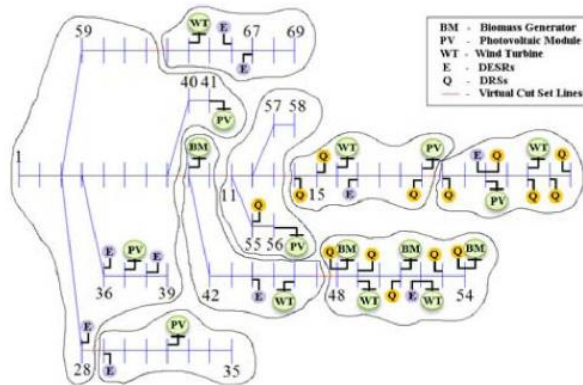 59 WT E 67 69
E
40 41
PV
57 58
BM
1
Q WT PV E Q WT Q
11 Q 15 E Q Q PV Q Q
Q
55 56 PV
E PV E
36 39
42 E WT
Q BM Q BM Q Q BM
48 WT Q E WT 54
E
28 E PV 35
BM - Biomass Generator
PV - Photovoltaic Module
WT - Wind Turbine
E - DESRs
Q - DRSs
- Virtual Cut Set Lines